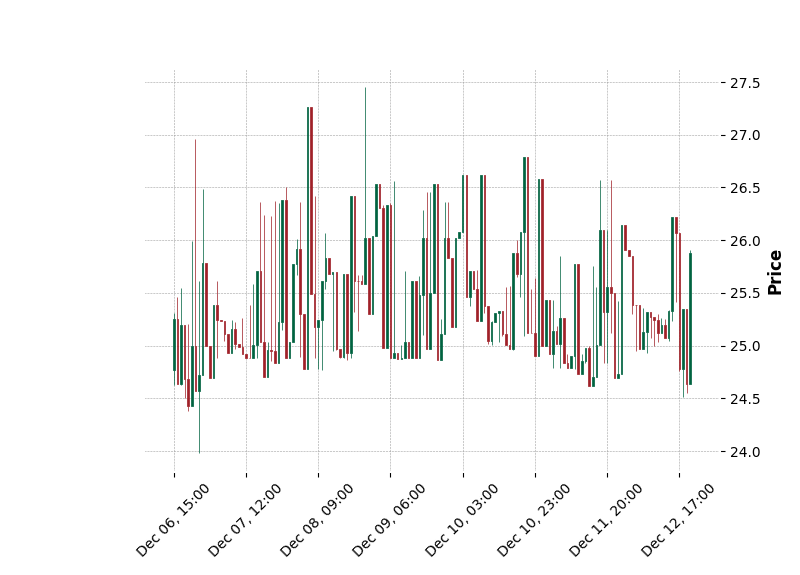 27.5
27.0
26.5
26.0
25.5
25.0
24.5
24.0
Price
Dec 06, 15:00
Dec 07, 12:00
Dec 08, 09:00
Dec 09, 06:00
Dec 10, 03:00
Dec 10, 23:00
Dec 11, 20:00
Dec 12, 17:00